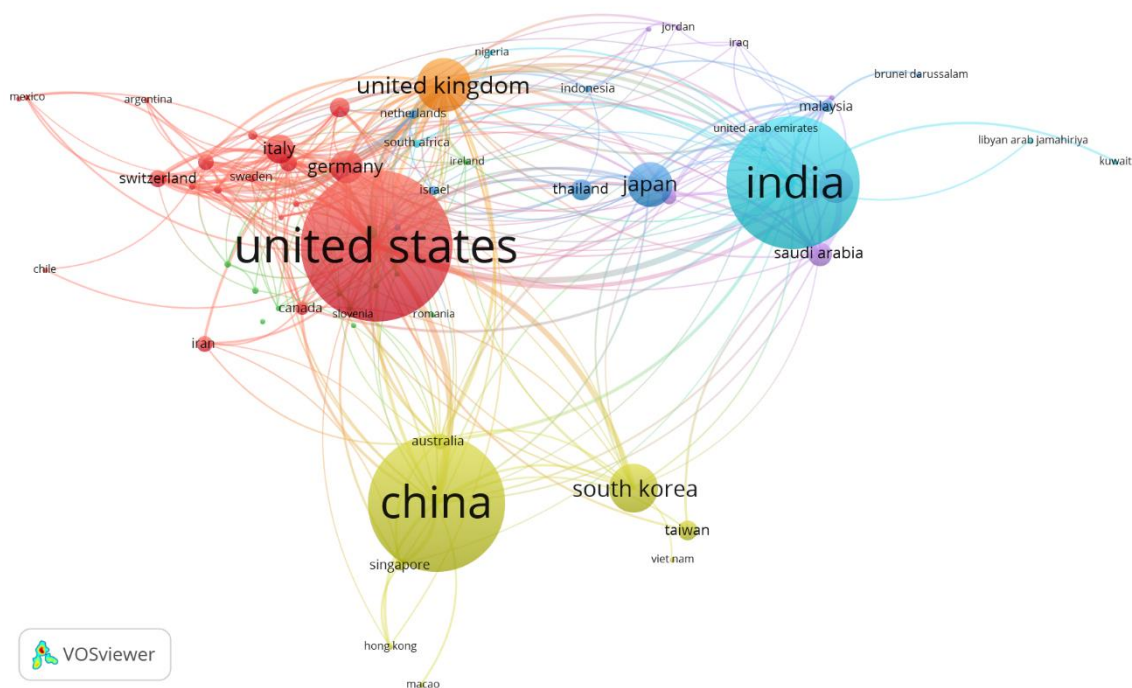 jordan
iraq
nigeria
brunei darussalam
united kingdom
indonesia
mexico
argentina
malaysia
netherlands
united arab emirates
south africa
libyan arab jamahiriya
italy
ireland
kuwait
germany
switzerland
sweden
israel
thailand
japan
india
united states
saudi arabia
chile
canada
slovenia
romania
iran
australia
china
south korea
taiwan
viet nam
singapore
hong kong
macao
VOSviewer